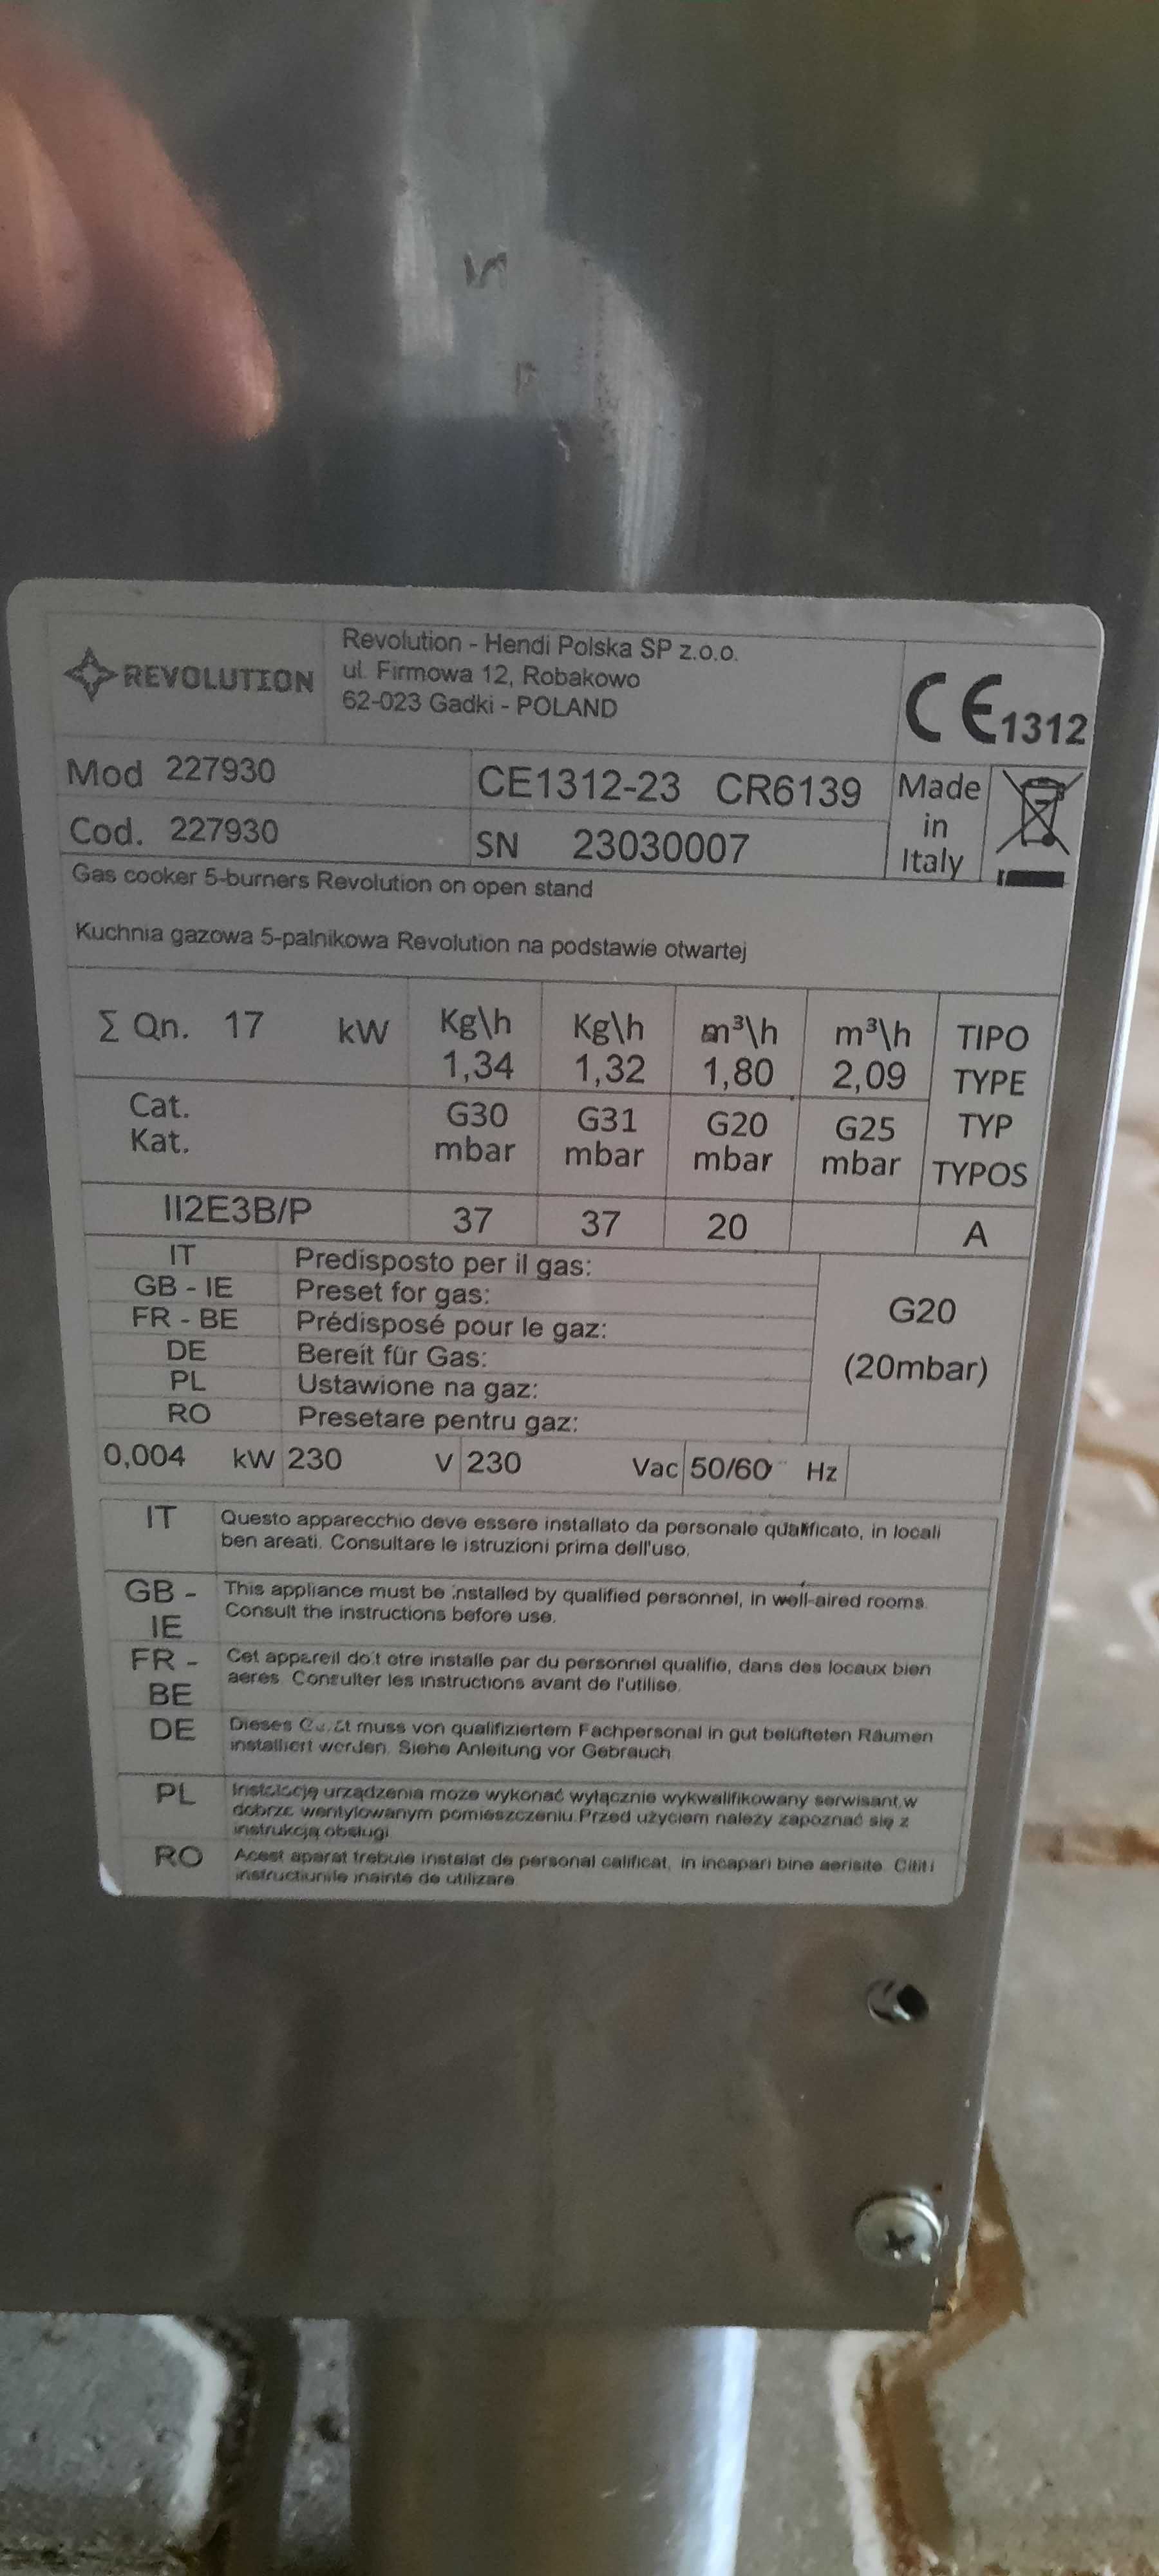 REVOLUTION
Revolution - Hendi Polska SP z.o.o.
ul. Firmowa 12, Robakowo
62-023 Gadki - POLAND
CE 1312
Mod 227930
CE1312-23 CR6139
Made
in
Italy
Cod. 227930
SN 23030007
Gas cooker 5-burners Revolution on open stand
Kuchnia gazowa 5-palnikowa Revolution na podstawie otwartej
Σ Qn. 17 kW
Kg\h Kg\h m³\h m³\h TIPO
1,34 1,32 1,80 2,09 TYPE
Cat. G30 G31 G20 G25 TYP
Kat. mbar mbar mbar mbar TYPOS
II2E3B/P 37 37 20 A
IT Predisposto per il gas:
GB - IE Preset for gas:
FR - BE Prédisposé pour le gaz:
DE Bereit für Gas:
PL Ustawione na gaz:
RO Presetare pentru gaz:
G20
(20mbar)
0,004 kW 230 V 230 Vac 50/60 Hz
IT Questo apparecchio deve essere installato da personale qualificato, in locali
ben areati. Consultare le istruzioni prima dell'uso.
GB - This appliance must be installed by qualified personnel, in well-aired rooms.
IE Consult the instructions before use.
FR - Cet appareil doit etre installe par du personnel qualifie, dans des locaux bien
BE aeres. Consulter les instructions avant de l'utilise.
DE Dieses muss von qualifiziertem Fachpersonal in gut belüfteten Räumen
installiert werden. Siehe Anleitung vor Gebrauch
PL Instalację urządzenia może wykonać wyłącznie wykwalifikowany serwisant,w
dobrze wentylowanym pomieszczeniu.Przed użyciem należy zapoznać się z
instrukcją obsługi
RO Acest aparat trebuie instalat de personal calificat, in incapari bine aerisite. Cititi
instructiunile inainte de utilizare